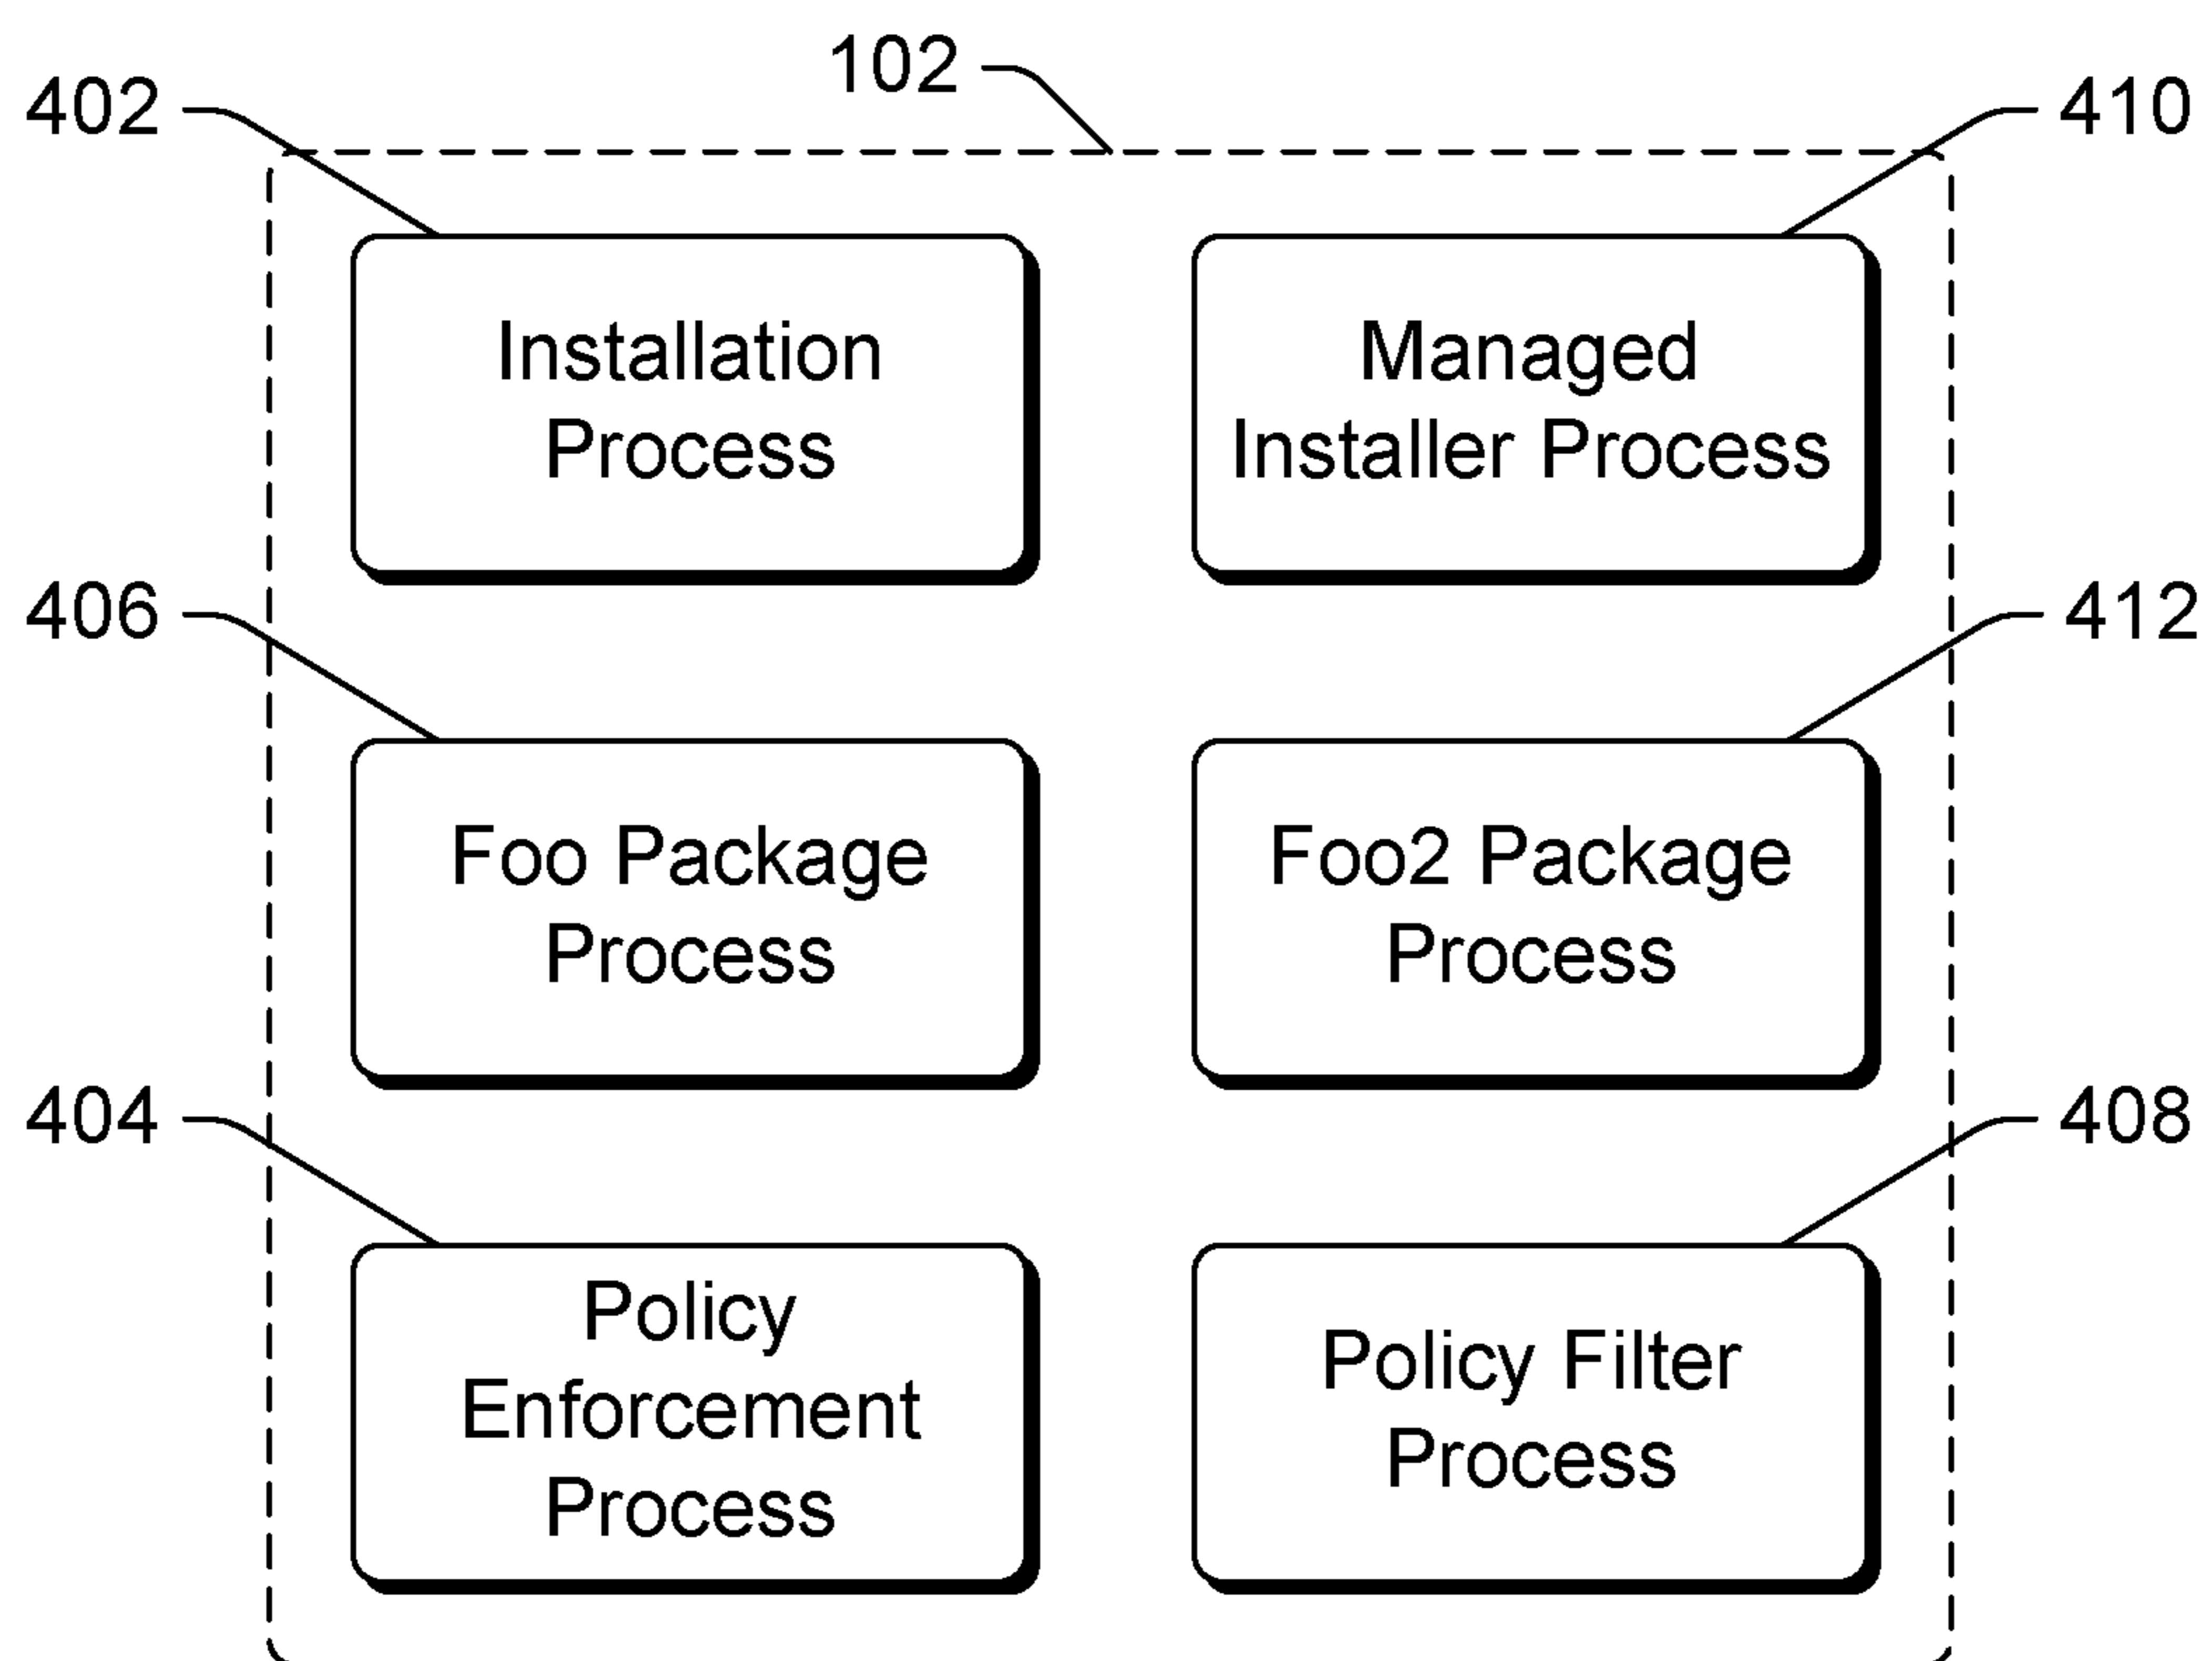 102
402
410
Installation
Process
Managed
Installer Process
406
412
Foo Package
Process
Foo2 Package
Process
404
408
Policy
Enforcement
Process
Policy Filter
Process